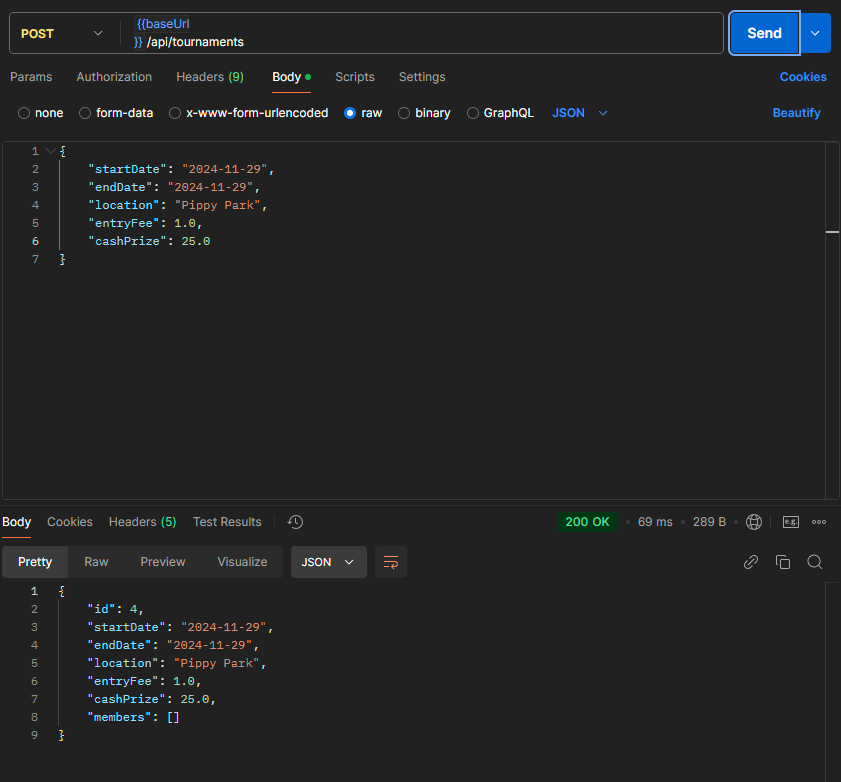 POST
{{baseUrl
}} /api/tournaments
Send
Params Authorization Headers (9) Body Scripts Settings Cookies
none form-data x-www-form-urlencoded raw binary GraphQL JSON Beautify
1 {
2 "startDate": "2024-11-29",
3 "endDate": "2024-11-29",
4 "location": "Pippy Park",
5 "entryFee": 1.0,
6 "cashPrize": 25.0
7 }
Body Cookies Headers (5) Test Results 200 OK • 69 ms • 289 B • e.g.
Pretty Raw Preview Visualize JSON
1 {
2 "id": 4,
3 "startDate": "2024-11-29",
4 "endDate": "2024-11-29",
5 "location": "Pippy Park",
6 "entryFee": 1.0,
7 "cashPrize": 25.0,
8 "members": []
9 }